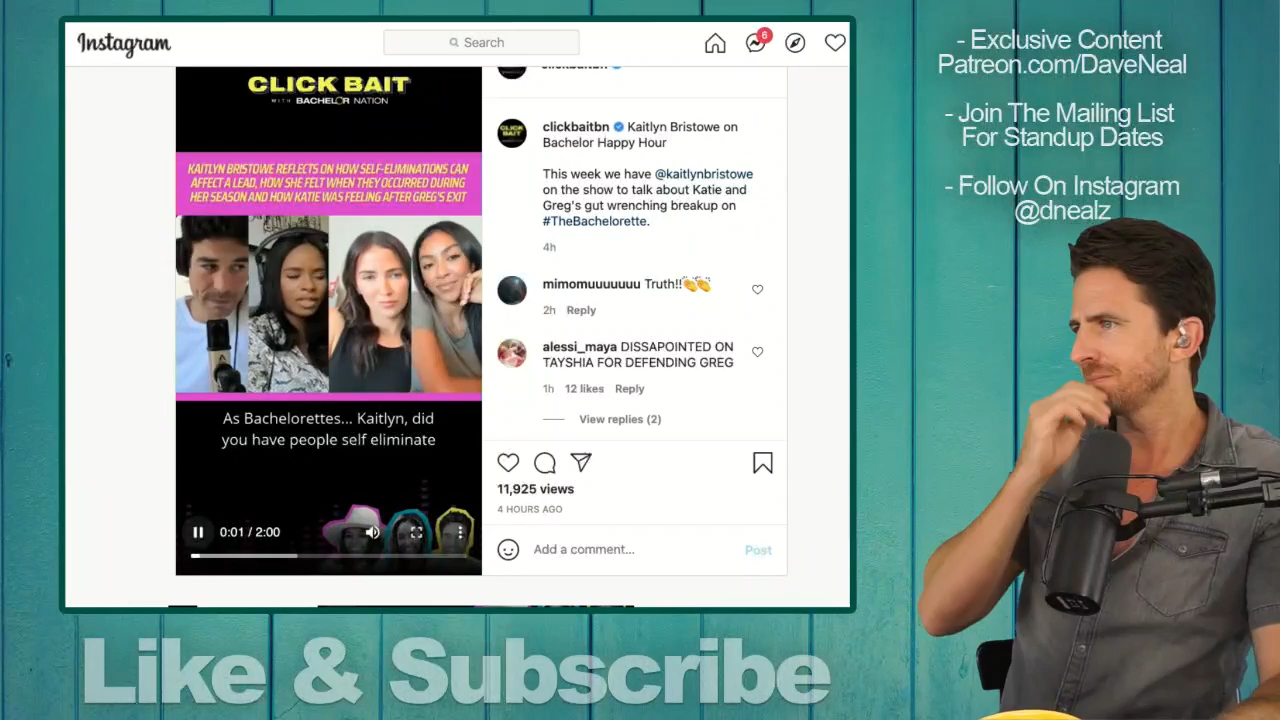 Instagram
Search
6
CLICK BAIT
WITH BACHELOR NATION
KAITLYN BRISTOWE REFLECTS ON HOW SELF-ELIMINATIONS CAN
AFFECT A LEAD, HOW SHE FELT WHEN THEY OCCURRED DURING
HER SEASON AND HOW KATIE WAS FEELING AFTER GREG'S EXIT
As Bachelorettes... Kaitlyn, did
you have people self eliminate
0:01 / 2:00
clickbaitbn
CLICK BAIT
clickbaitbn Kaitlyn Bristowe on
Bachelor Happy Hour
This week we have @kaitlynbristowe
on the show to talk about Katie and
Greg's gut wrenching breakup on
#TheBachelorette.
4h
mimomuuuuuuu Truth!!👏👏
2h Reply
alessi_maya DISSAPOINTED ON
TAYSHIA FOR DEFENDING GREG
1h 12 likes Reply
View replies (2)
11,925 views
4 HOURS AGO
Add a comment...
Post
- Exclusive Content
Patreon.com/DaveNeal
- Join The Mailing List
For Standup Dates
- Follow On Instagram
@dnealz
Like & Subscribe